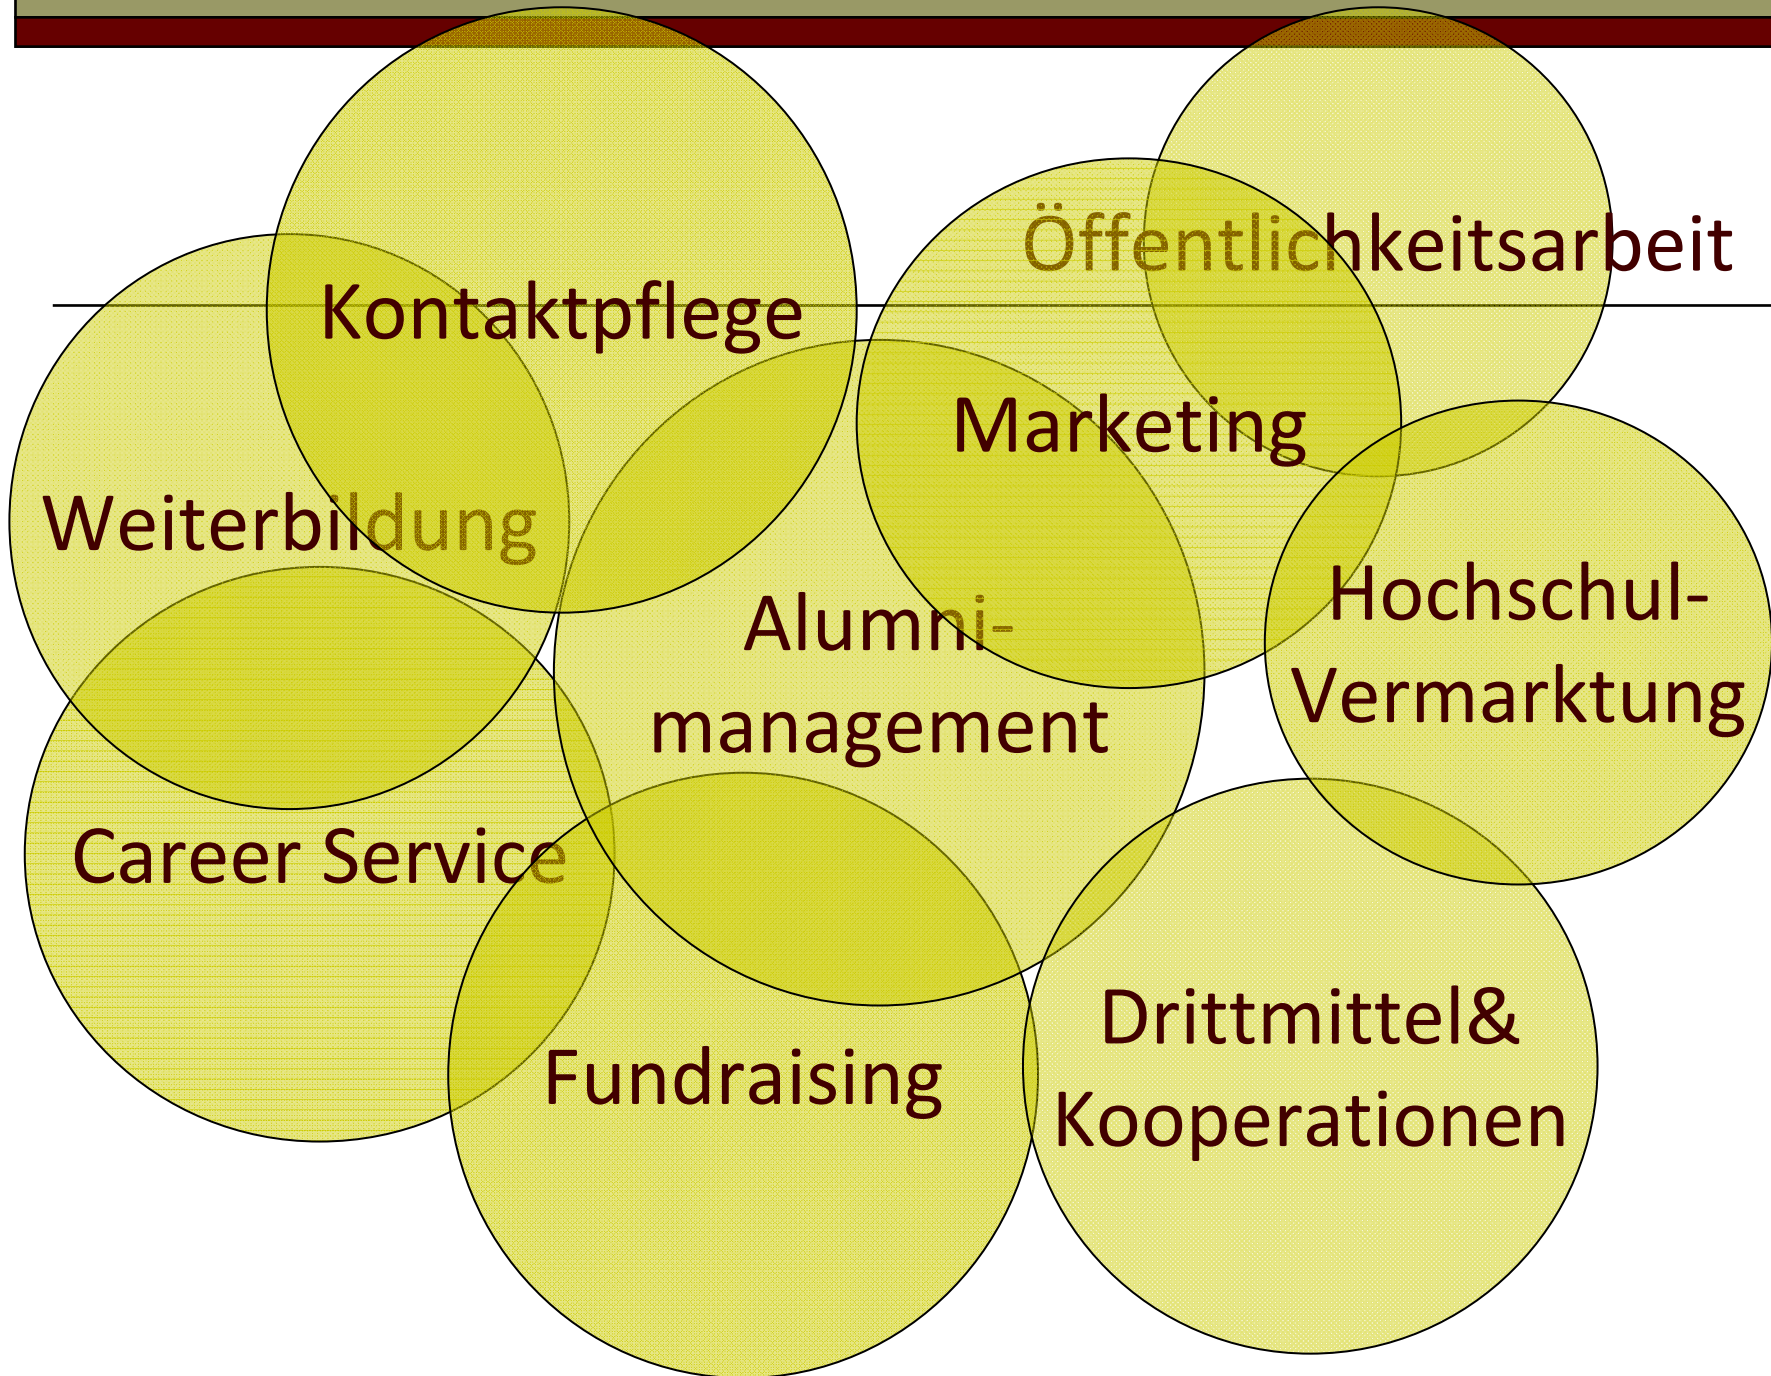 Öffentlichkeitsarbeit
Kontaktpflege
Marketing
Weiterbildung
Hochschul-
Vermarktung
Alumni-
management
Career Service
Drittmittel&
Kooperationen
Fundraising